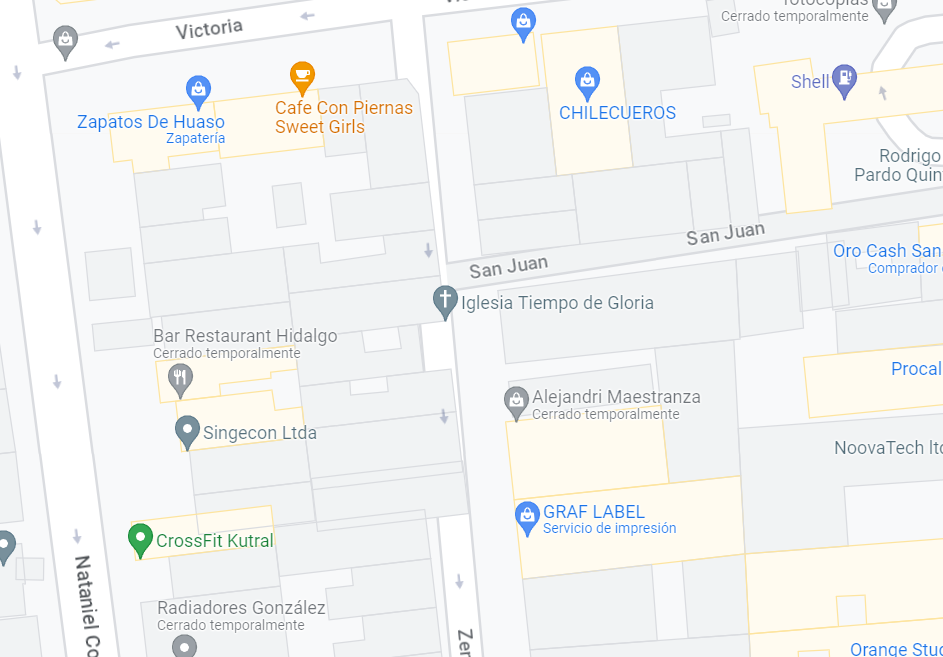 Victoria
fotocopias
Cerrado temporalmente
Shell
CHILECUEROS
Cafe Con Piernas
Sweet Girls
Zapatos De Huaso
Zapatería
Rodrigo
Pardo Quin
San Juan
San Juan
Oro Cash San
Comprador
Iglesia Tiempo de Gloria
Bar Restaurant Hidalgo
Cerrado temporalmente
Procal
Alejandri Maestranza
Cerrado temporalmente
Singecon Ltda
NoovaTech ltd
GRAF LABEL
Servicio de impresión
CrossFit Kutral
Nataniel Co
Radiadores González
Cerrado temporalmente
Zer
Orange Stud